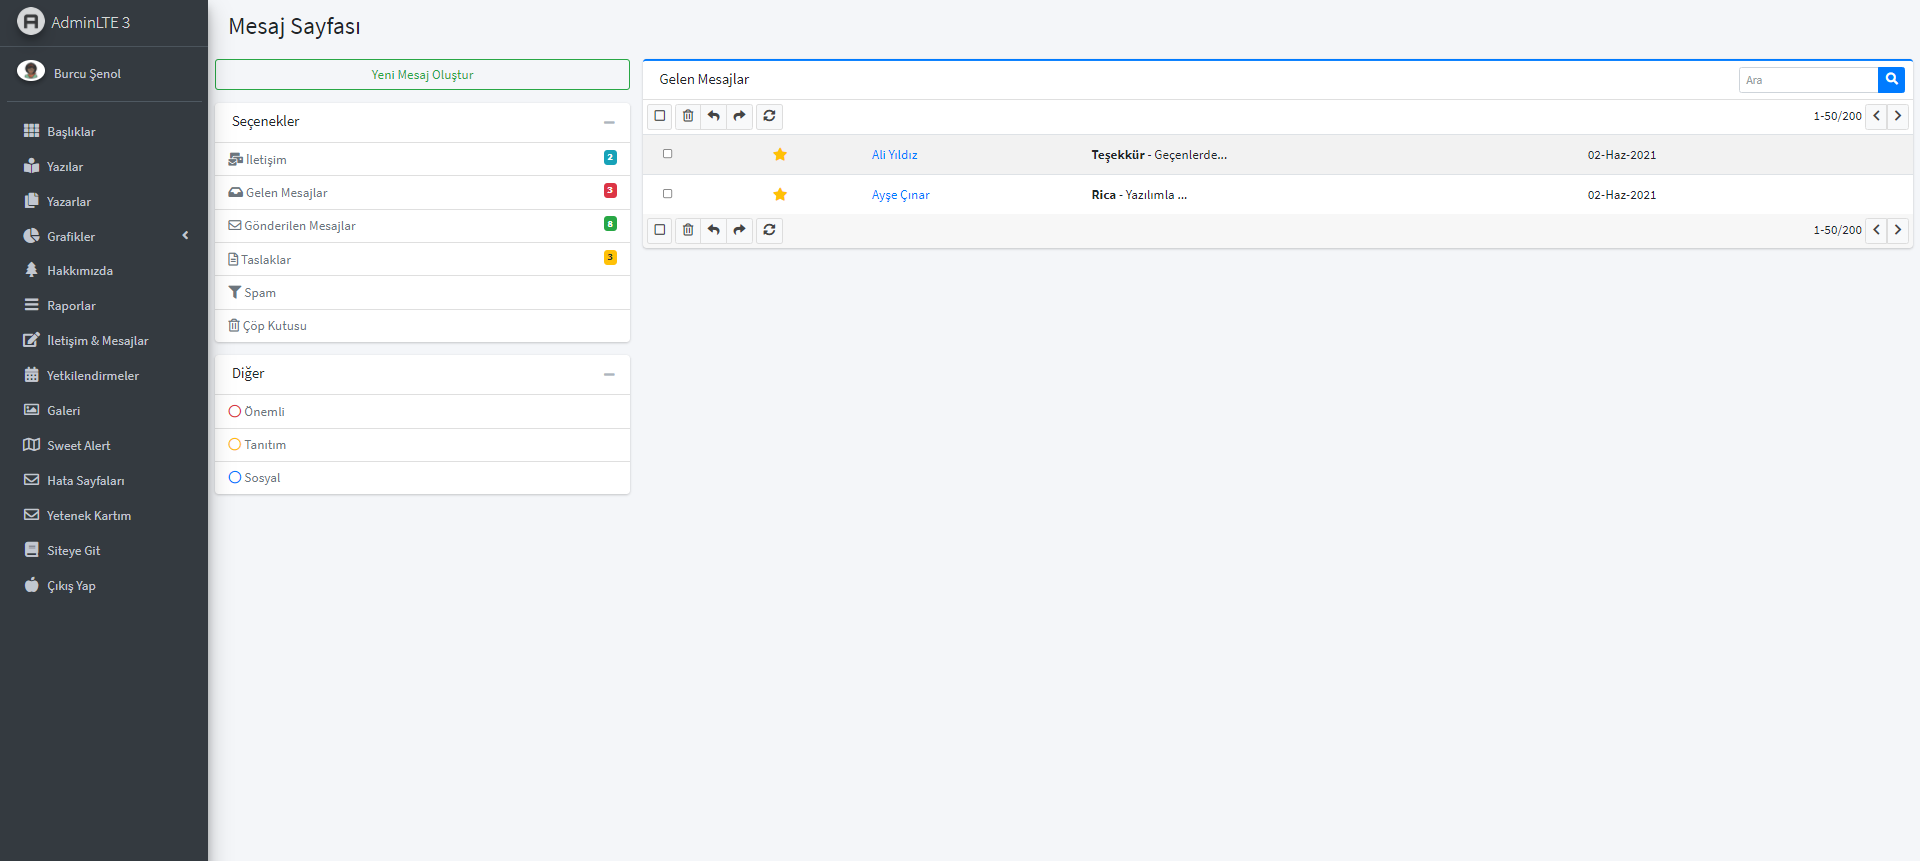 AdminLTE 3
Burcu Şenol
Başlıklar
Yazılar
Yazarlar
Grafikler
Hakkımızda
Raporlar
İletişim & Mesajlar
Yetkilendirmeler
Galeri
Sweet Alert
Hata Sayfaları
Yetenek Kartım
Siteye Git
Çıkış Yap
Mesaj Sayfası
Yeni Mesaj Oluştur
Seçenekler
İletişim 2
Gelen Mesajlar 3
Gönderilen Mesajlar 8
Taslaklar 3
Spam
Çöp Kutusu
Diğer
Önemli
Tanıtım
Sosyal
Gelen Mesajlar Ara
1-50/200
Ali Yıldız Teşekkür - Geçenlerde... 02-Haz-2021
Ayşe Çınar Rica - Yazılımla ... 02-Haz-2021
1-50/200